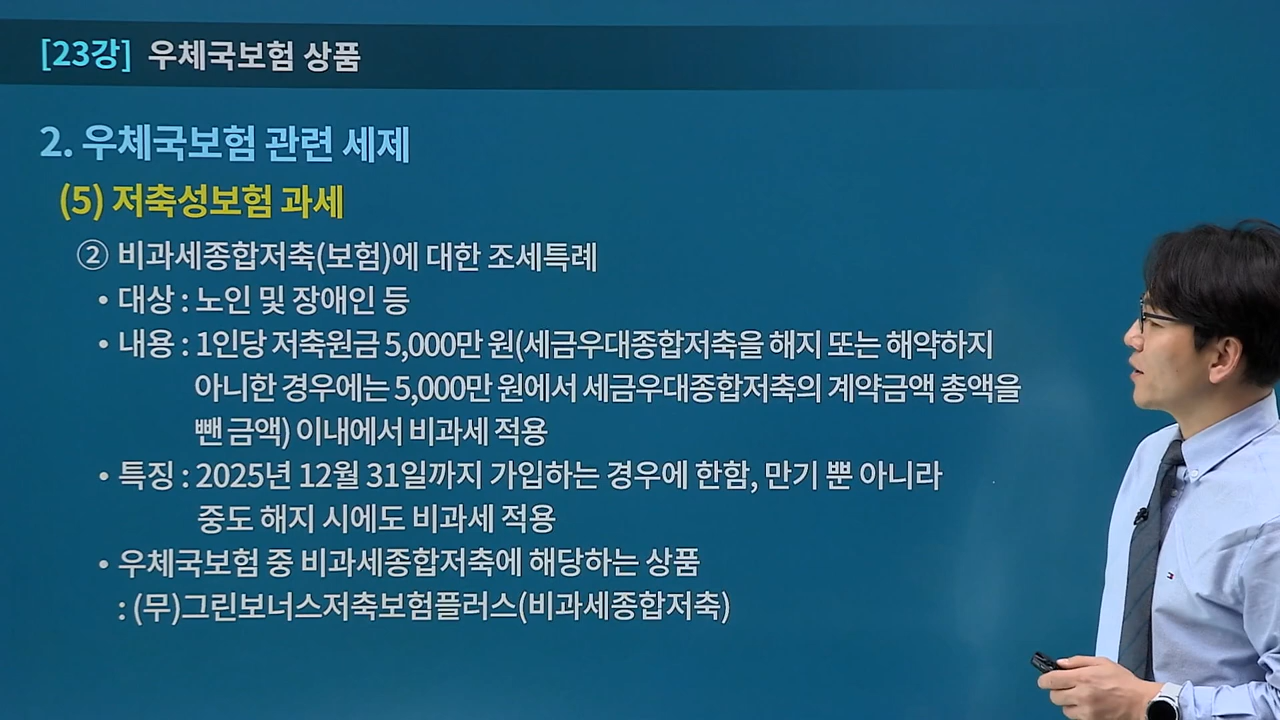 [23강] 우체국보험 상품
2. 우체국보험 관련 세제
(5) 저축성보험 과세
② 비과세종합저축(보험)에 대한 조세특례
• 대상 : 노인 및 장애인 등
• 내용 : 1인당 저축원금 5,000만 원(세금우대종합저축을 해지 또는 해약하지
아니한 경우에는 5,000만 원에서 세금우대종합저축의 계약금액 총액을
뺀 금액) 이내에서 비과세 적용
• 특징 : 2025년 12월 31일까지 가입하는 경우에 한함, 만기 뿐 아니라
중도 해지 시에도 비과세 적용
• 우체국보험 중 비과세종합저축에 해당하는 상품
: (무)그린보너스저축보험플러스(비과세종합저축)